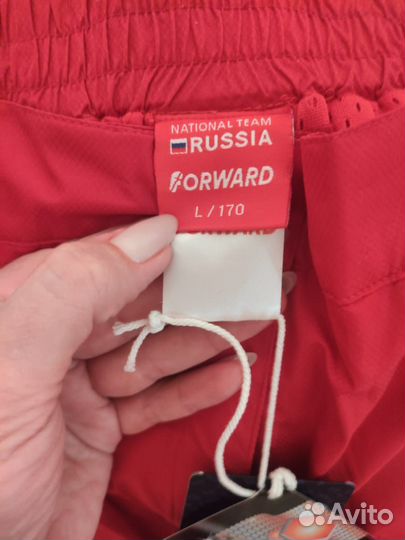 NATIONAL TEAM
RUSSIA
FORWARD
L / 170
Avito